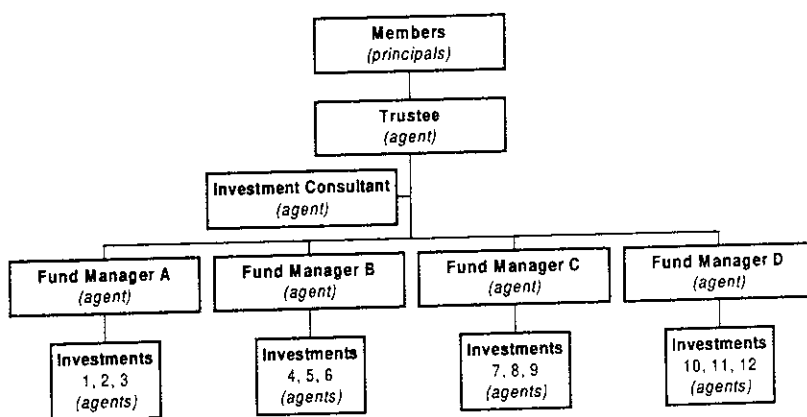 Members
(principals)
Trustee
(agent)
Investment Consultant
(agent)
Fund Manager A
(agent)
Fund Manager B
(agent)
Fund Manager C
(agent)
Fund Manager D
(agent)
Investments
1, 2, 3
(agents)
Investments
4, 5, 6
(agents)
Investments
7, 8, 9
(agents)
Investments
10, 11, 12
(agents)